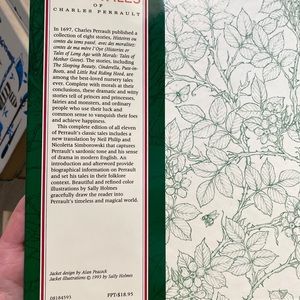 OF
CHARLES PERRAULT
In 1697, Charles Perrault published a
collection of eight stories, Histoires ou
contes du tems passé, avec des moralitez:
contes de ma mère l'Oye (Histories or
Tales of Long Ago with Morals: Tales of
Mother Goose). The stories, including
The Sleeping Beauty, Cinderella, Puss-in-
Boots, and Little Red Riding Hood, are
among the best-loved nursery tales
ever. Complete with morals at their
conclusions, these dramatic and witty
stories tell of princes and princesses,
fairies and monsters, and ordinary
people who use their luck and
common sense to vanquish their foes
and achieve happiness.
This complete edition of all eleven
of Perrault's classic tales includes a
new translation by Neil Philip and
Nicoletta Simborowski that captures
Perrault's sardonic tone and his sense
of drama in modern English. An
introduction and afterword provide
biographical information on Perrault
and set his tales in their folklore
context. Beautiful and refined color
illustrations by Sally Holmes
gracefully draw the reader into
Perrault's timeless and magical world.
Jacket design by Alan Peacock
Jacket illustrations © 1993 by Sally Holmes
08184593
FPT/$18.95